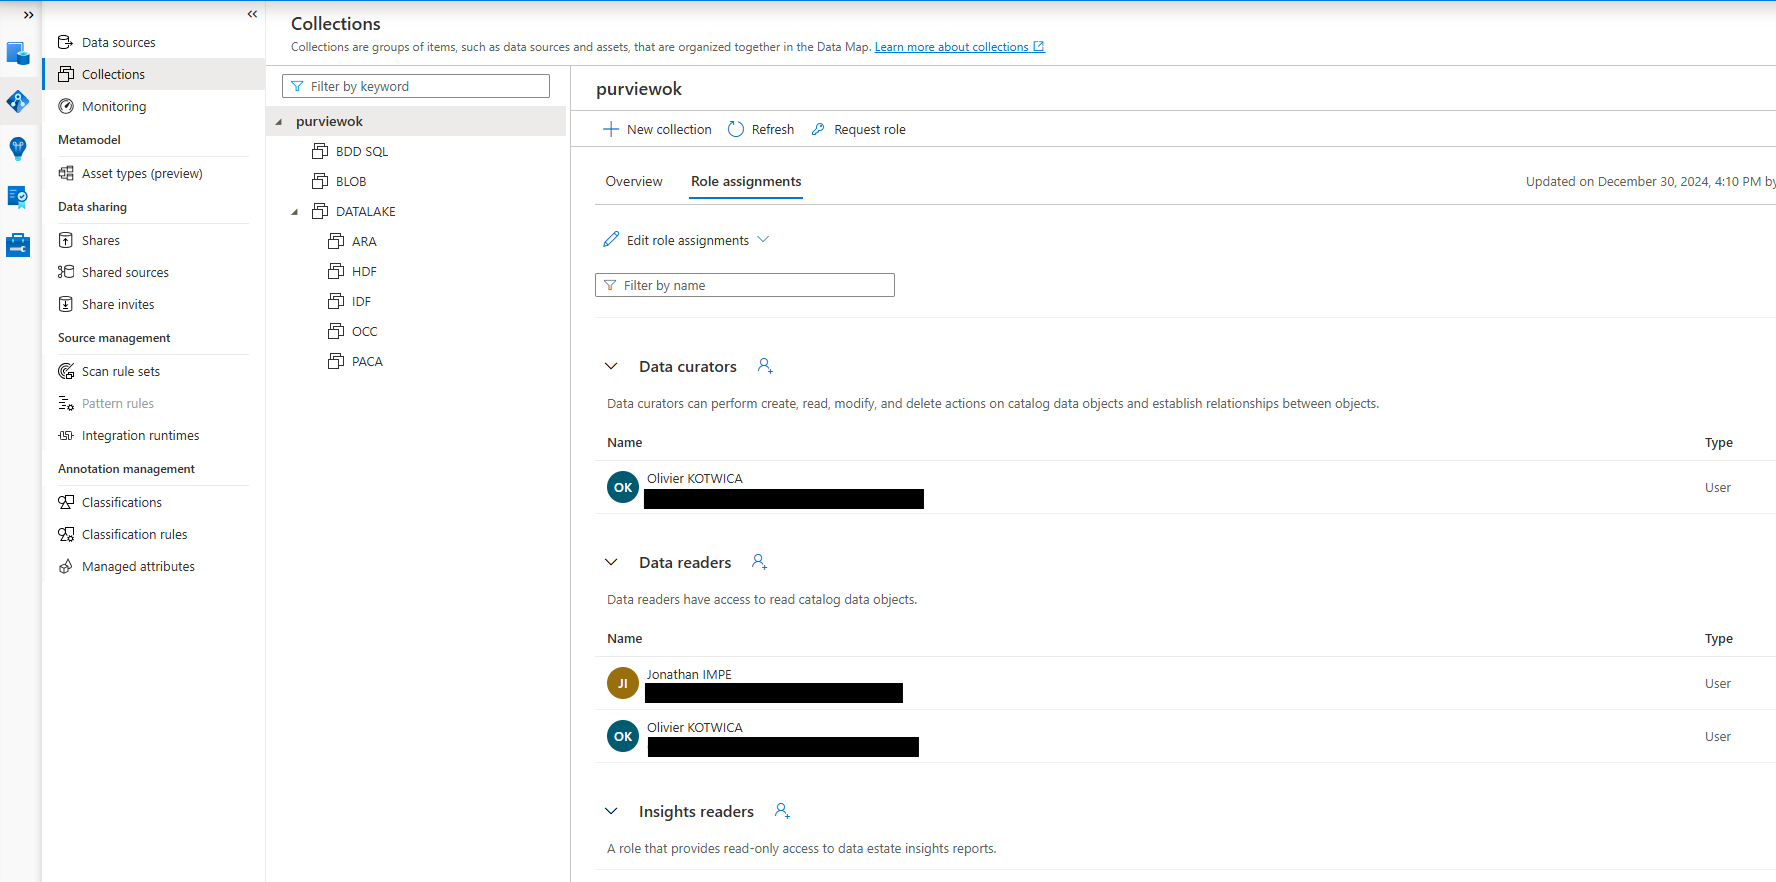 Data sources
Collections
Monitoring
Metamodel
Asset types (preview)
Data sharing
Shares
Shared sources
Share invites
Source management
Scan rule sets
Pattern rules
Integration runtimes
Annotation management
Classifications
Classification rules
Managed attributes
Collections
Collections are groups of items, such as data sources and assets, that are organized together in the Data Map. Learn more about collections
Filter by keyword
purviewok
BDD SQL
BLOB
DATALAKE
ARA
HDF
IDF
OCC
PACA
purviewok
New collection Refresh Request role
Overview Role assignments Updated on December 30, 2024, 4:10 PM by
Edit role assignments
Filter by name
Data curators
Data curators can perform create, read, modify, and delete actions on catalog data objects and establish relationships between objects.
Name Type
OK Olivier KOTWICA User
Data readers
Data readers have access to read catalog data objects.
Name Type
JI Jonathan IMPE User
OK Olivier KOTWICA User
Insights readers
A role that provides read-only access to data estate insights reports.